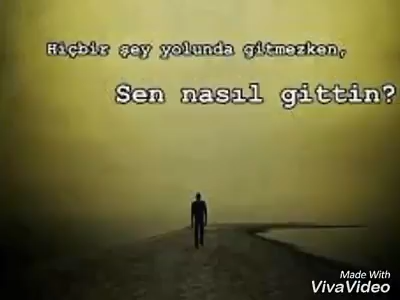 Hiçbir şey yolunda gitmezken,
Sen nasıl gittin?
Made With
VivaVideo